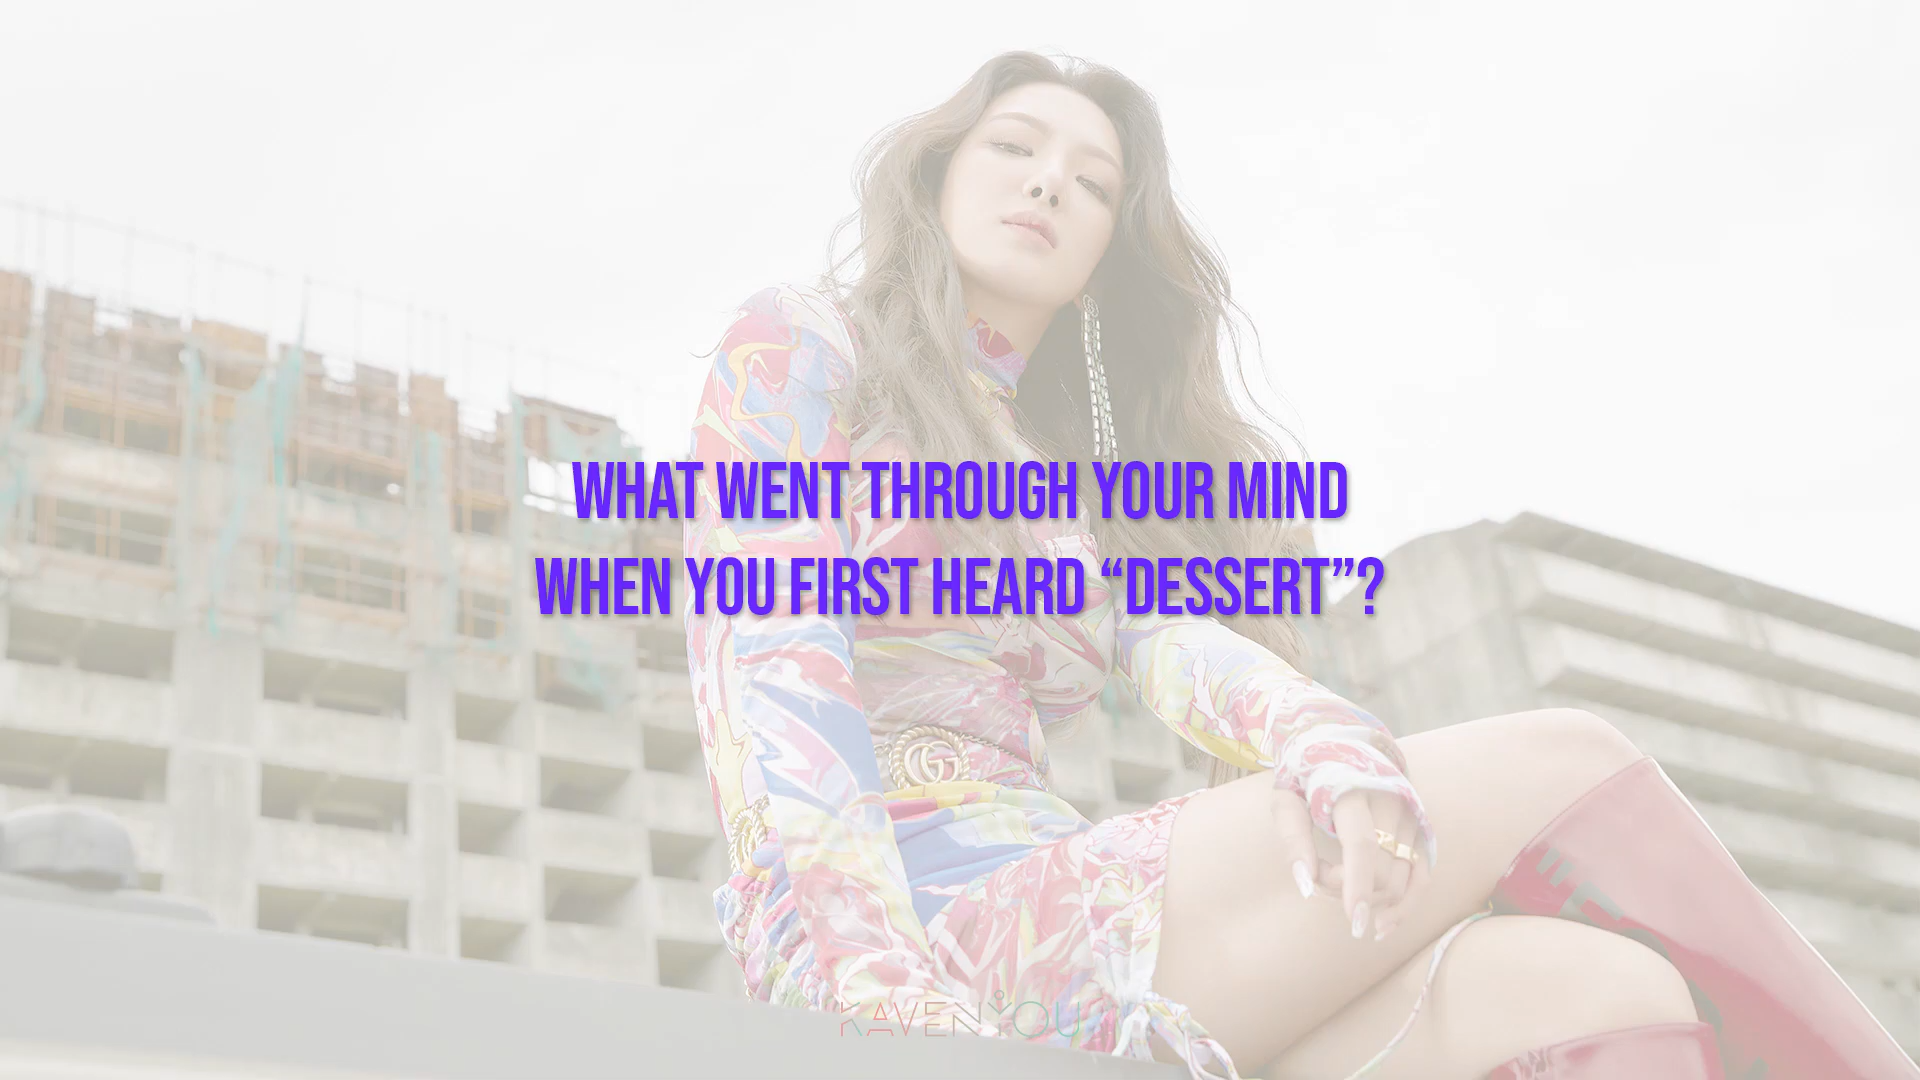 WHAT WENT THROUGH YOUR MIND
WHEN YOU FIRST HEARD “DESSERT”?
KAVENYOU